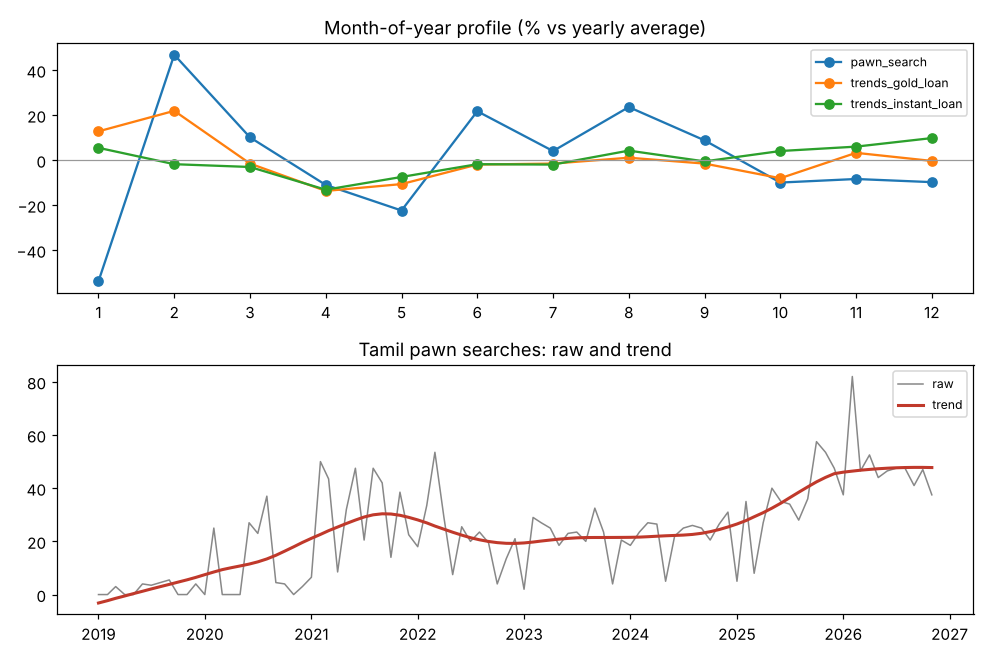 Month-of-year profile (% vs yearly average)
pawn_search
trends_gold_loan
trends_instant_loan
40
20
0
−20
−40
1 2 3 4 5 6 7 8 9 10 11 12
Tamil pawn searches: raw and trend
raw
trend
80
60
40
20
0
2019 2020 2021 2022 2023 2024 2025 2026 2027